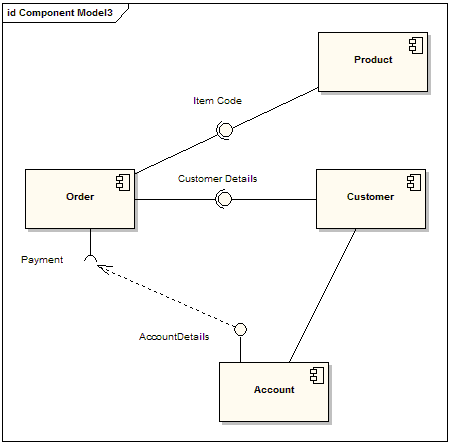 id Component Model3
Product
Item Code
Customer Details
Order
Customer
Payment
AccountDetails
Account